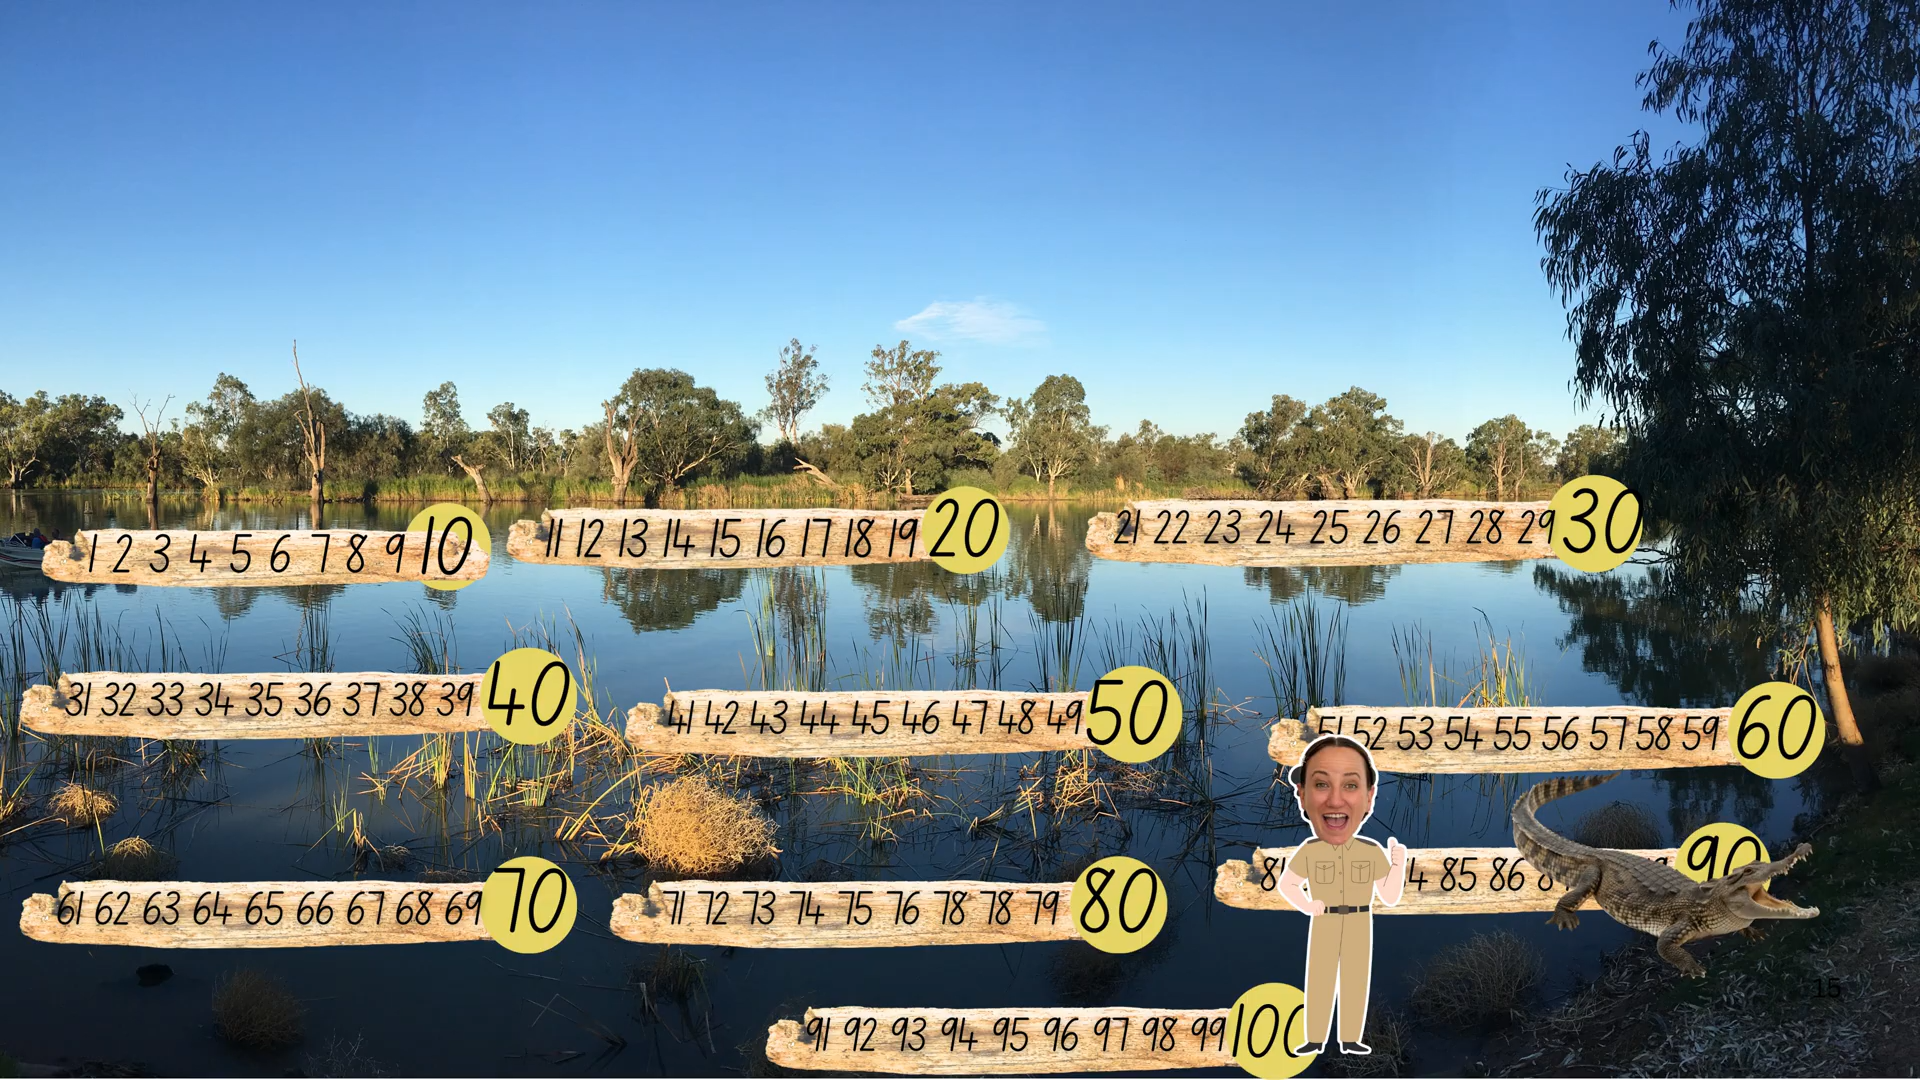 1 2 3 4 5 6 7 8 9 10
11 12 13 14 15 16 17 18 19 20
21 22 23 24 25 26 27 28 29 30
31 32 33 34 35 36 37 38 39 40
41 42 43 44 45 46 47 48 49 50
51 52 53 54 55 56 57 58 59 60
61 62 63 64 65 66 67 68 69 70
71 72 73 74 75 76 78 78 79 80
85 86 90
91 92 93 94 95 96 97 98 99 100
15